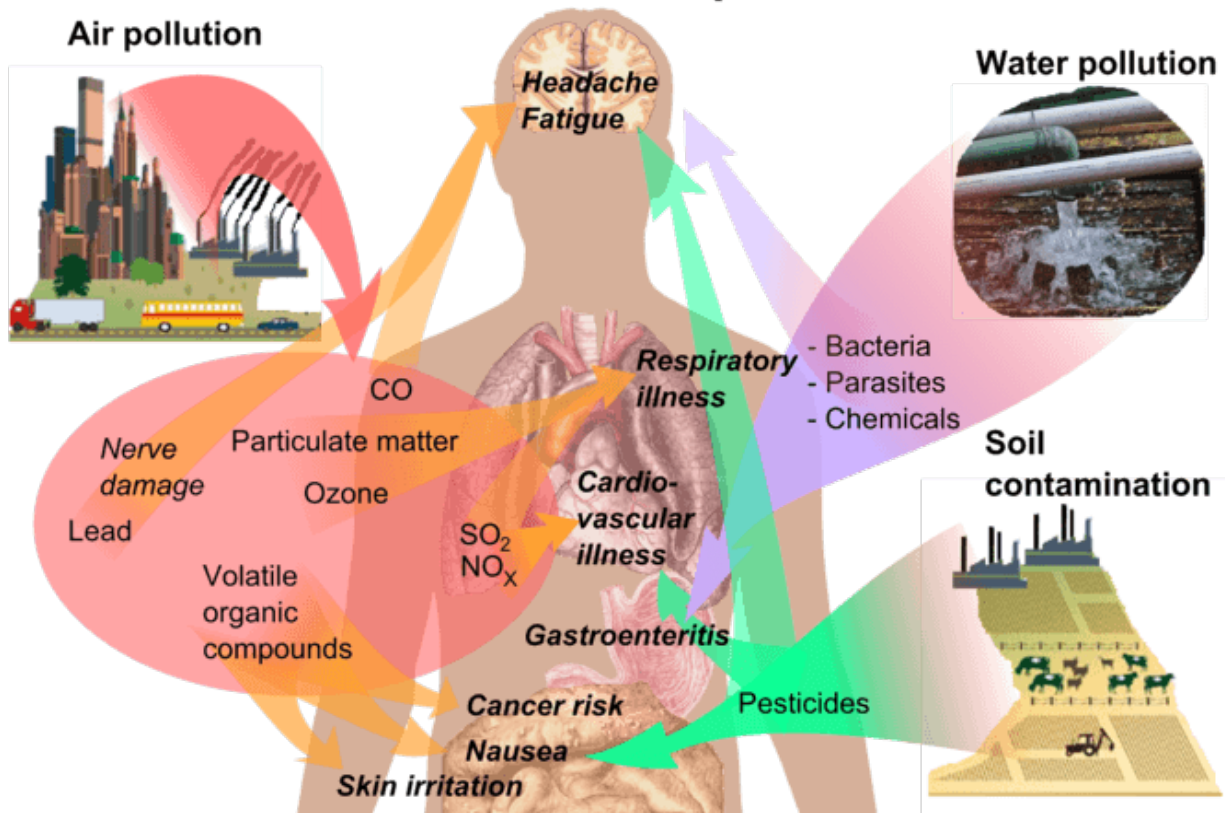 Air pollution
Water pollution
Headache
Fatigue
CO
Particulate matter
Ozone
Nerve
damage
Lead
Volatile
organic
compounds
SO₂
NOₓ
Respiratory
illness
Cardio-
vascular
illness
Gastroenteritis
Cancer risk
Nausea
Skin irritation
- Bacteria
- Parasites
- Chemicals
Soil
contamination
Pesticides